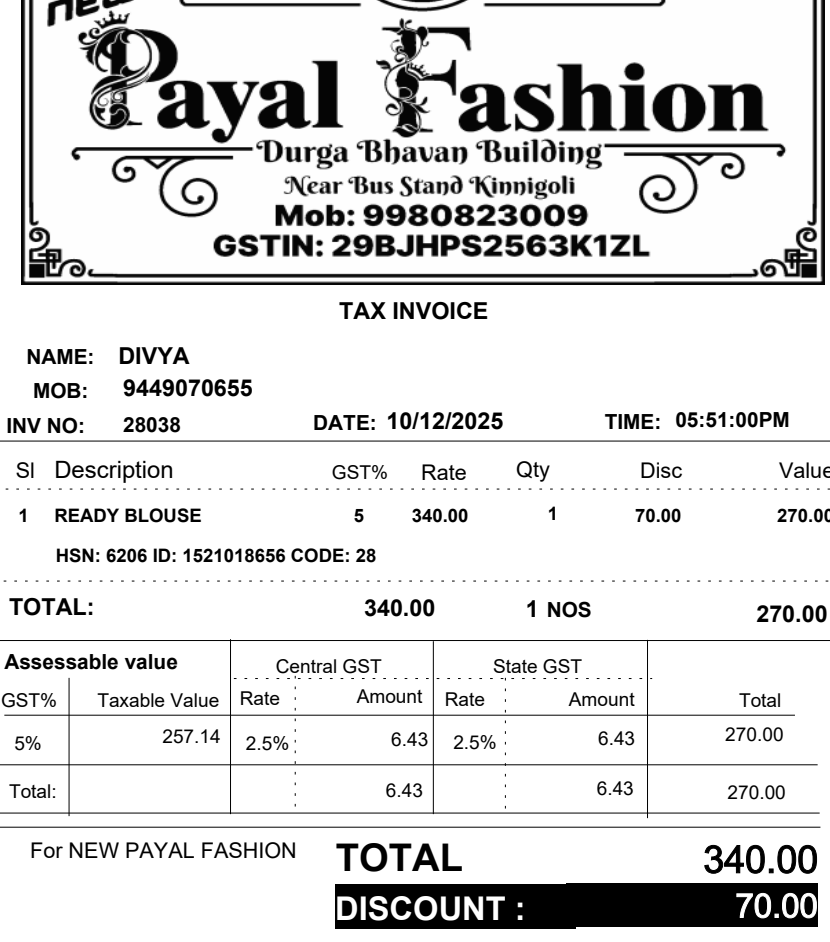 new
Payal Fashion
Durga Bhavan Building
Near Bus Stand Kinnigoli
Mob: 9980823009
GSTIN: 29BJHPS2563K1ZL
TAX INVOICE
NAME: DIVYA
MOB: 9449070655
INV NO: 28038 DATE: 10/12/2025 TIME: 05:51:00PM
Sl Description GST% Rate Qty Disc Value
1 READY BLOUSE 5 340.00 1 70.00 270.00
HSN: 6206 ID: 1521018656 CODE: 28
TOTAL: 340.00 1 NOS 270.00
Assessable value Central GST State GST
GST% Taxable Value Rate Amount Rate Amount Total
5% 257.14 2.5% 6.43 2.5% 6.43 270.00
Total: 6.43 6.43 270.00
For NEW PAYAL FASHION TOTAL 340.00
DISCOUNT : 70.00